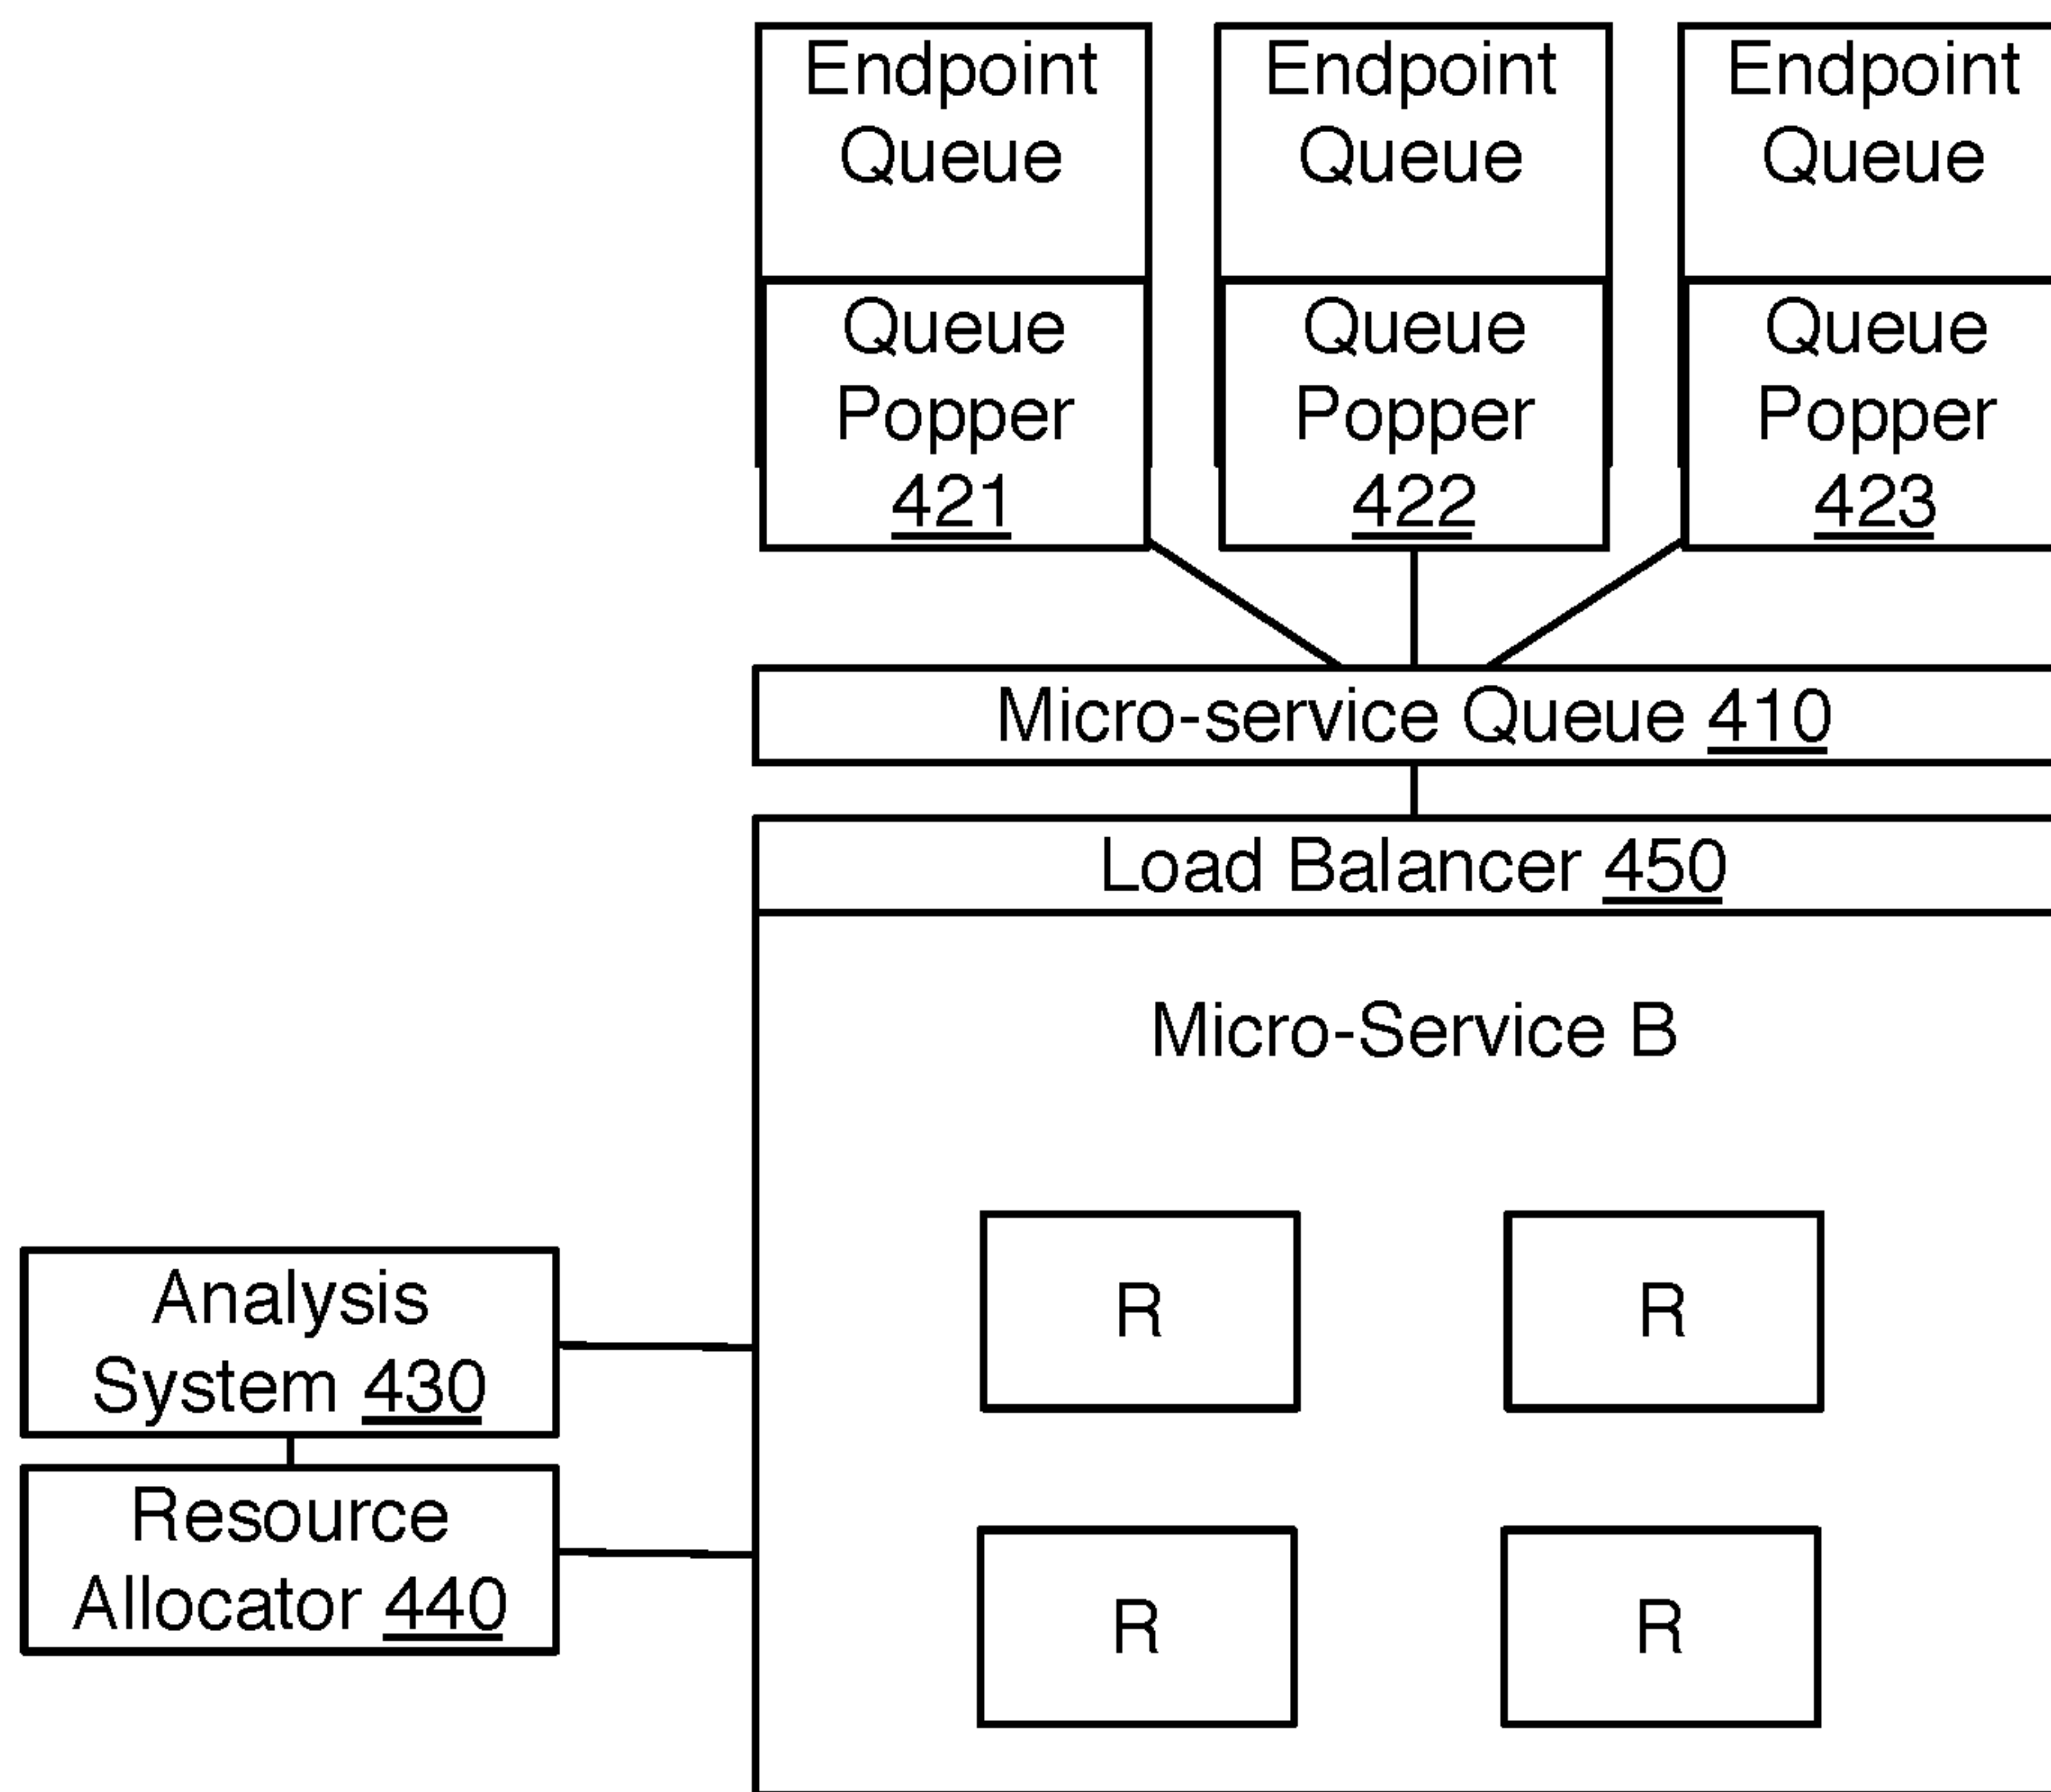 Endpoint
Queue
Endpoint
Queue
Endpoint
Queue
Queue
Popper
421
Queue
Popper
422
Queue
Popper
423
Micro-service Queue 410
Load Balancer 450
Micro-Service B
R
R
Analysis
System 430
Resource
Allocator 440
R
R